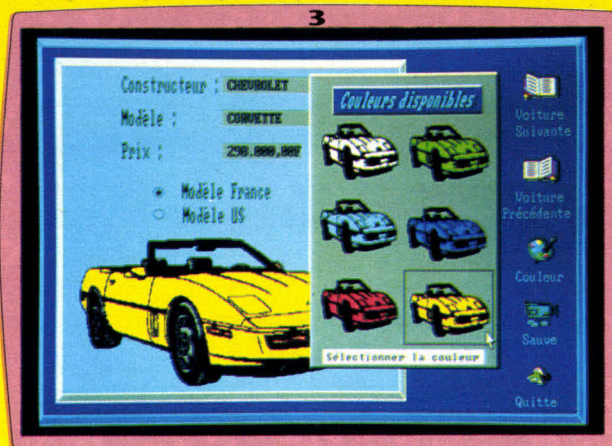 3
Constructeur : CHEVROLET
Modèle : CORVETTE
Prix : 298.000,00F
Modèle France
Modèle US
Couleurs disponibles
Sélectionner la couleur
Voiture
Suivante
Voiture
Précédente
Couleur
Sauve
Quitte